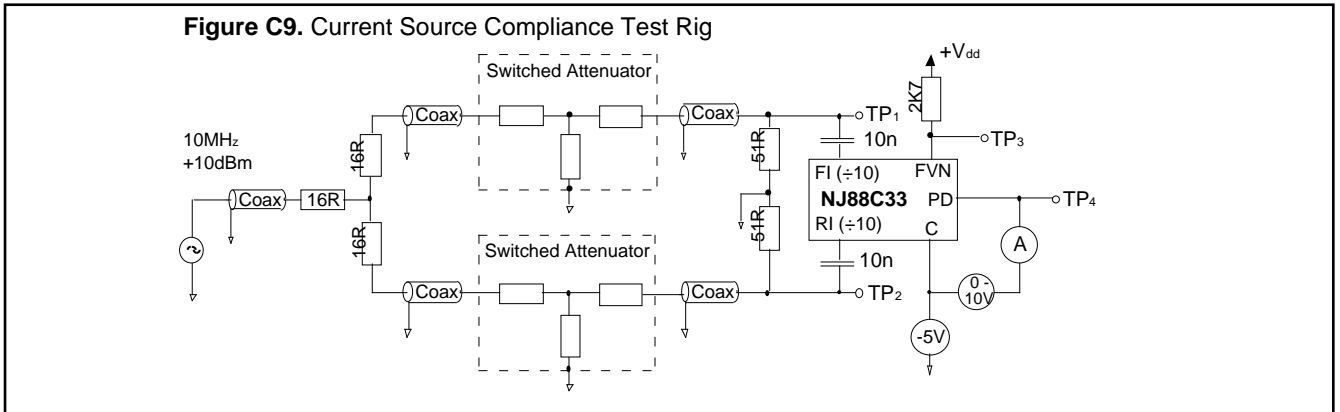 Figure C9. Current Source Compliance Test Rig
+Vdd
Switched Attenuator
2K7
Coax
Coax
TP1
10n
TP3
10MHz
+10dBm
16R
51R
FI (÷10)
FVN
Coax
16R
NJ88C33
PD
TP4
51R
RI (÷10)
C
16R
A
Switched Attenuator
10n
0 -
10V
Coax
Coax
TP2
-5V